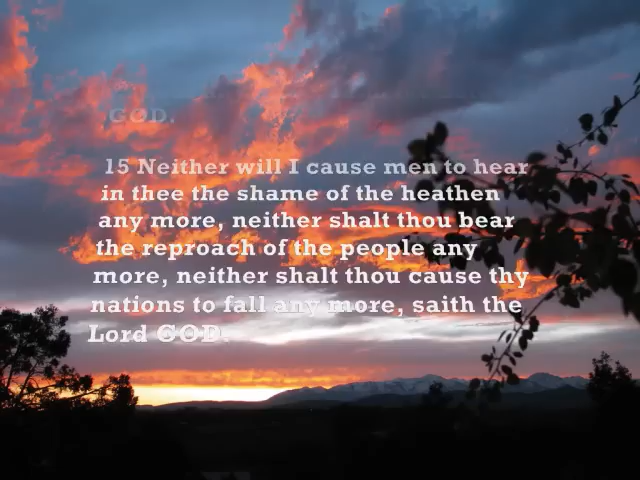 GOD.
15 Neither will I cause men to hear
in thee the shame of the heathen
any more, neither shalt thou bear
the reproach of the people any
more, neither shalt thou cause thy
nations to fall any more, saith the
Lord GOD.